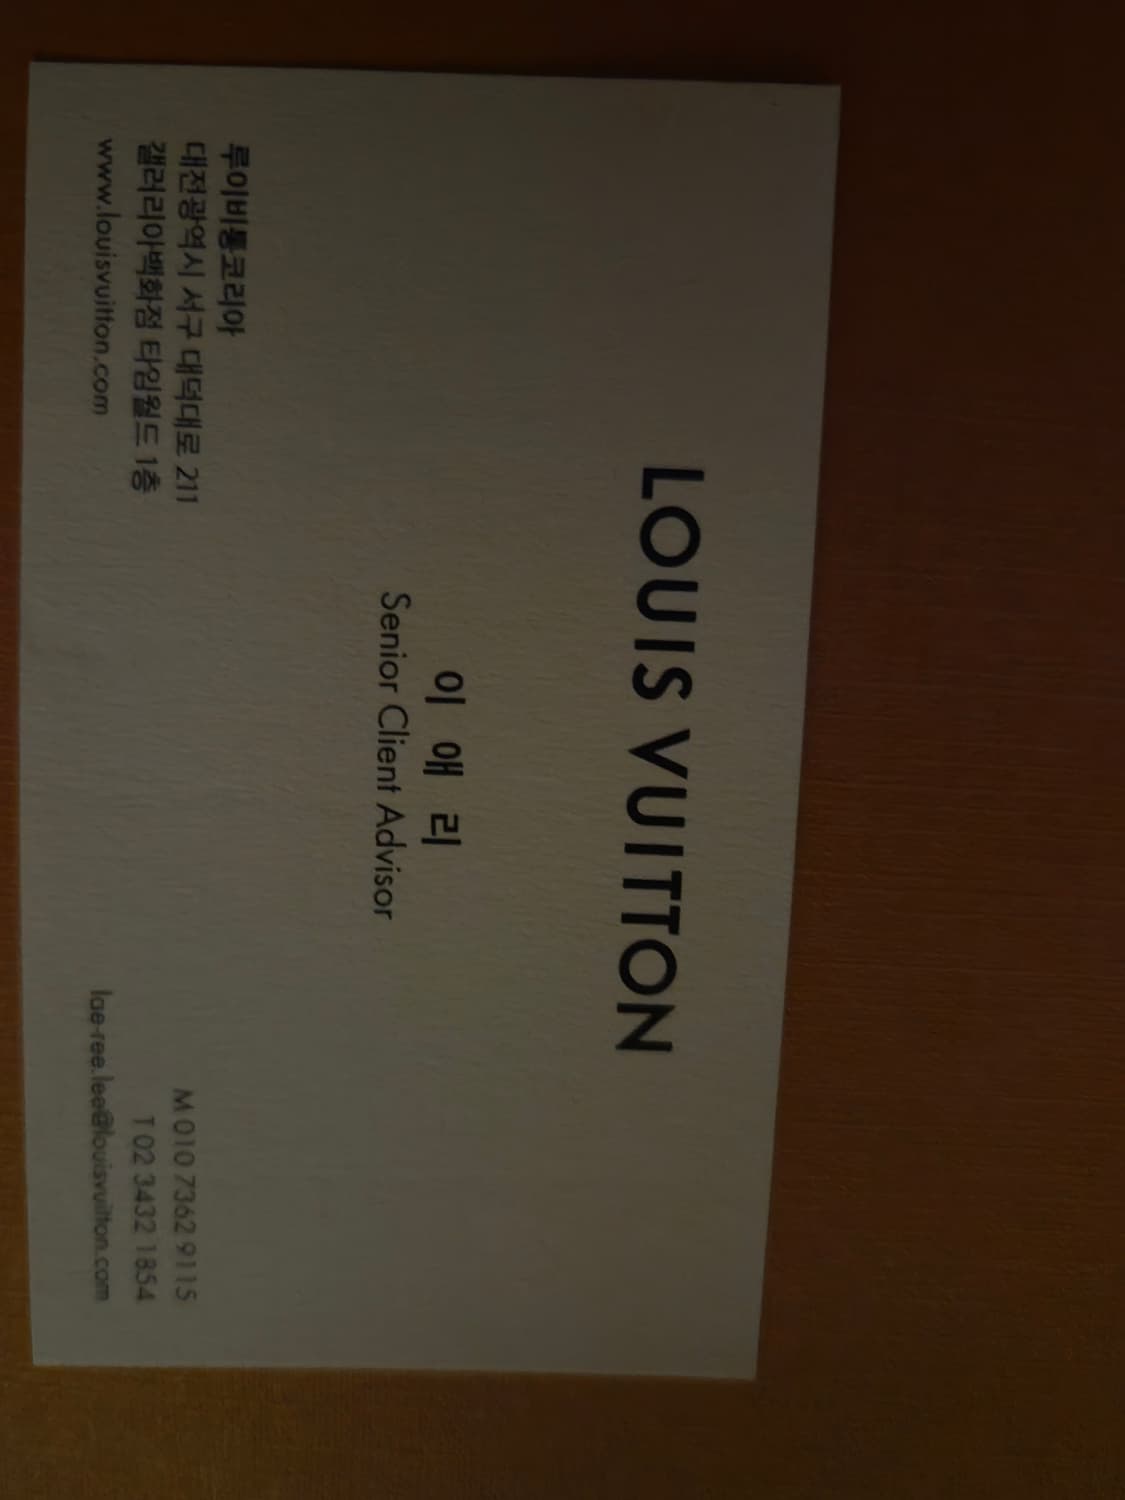 LOUIS VUITTON
이 애 리
Senior Client Advisor
루이비통코리아
대전광역시 서구 대덕대로 211
갤러리아백화점 타임월드 1층
www.louisvuitton.com
M 010 7362 9115
T 02 3432 1854
lae-ree.lee@louisvuitton.com